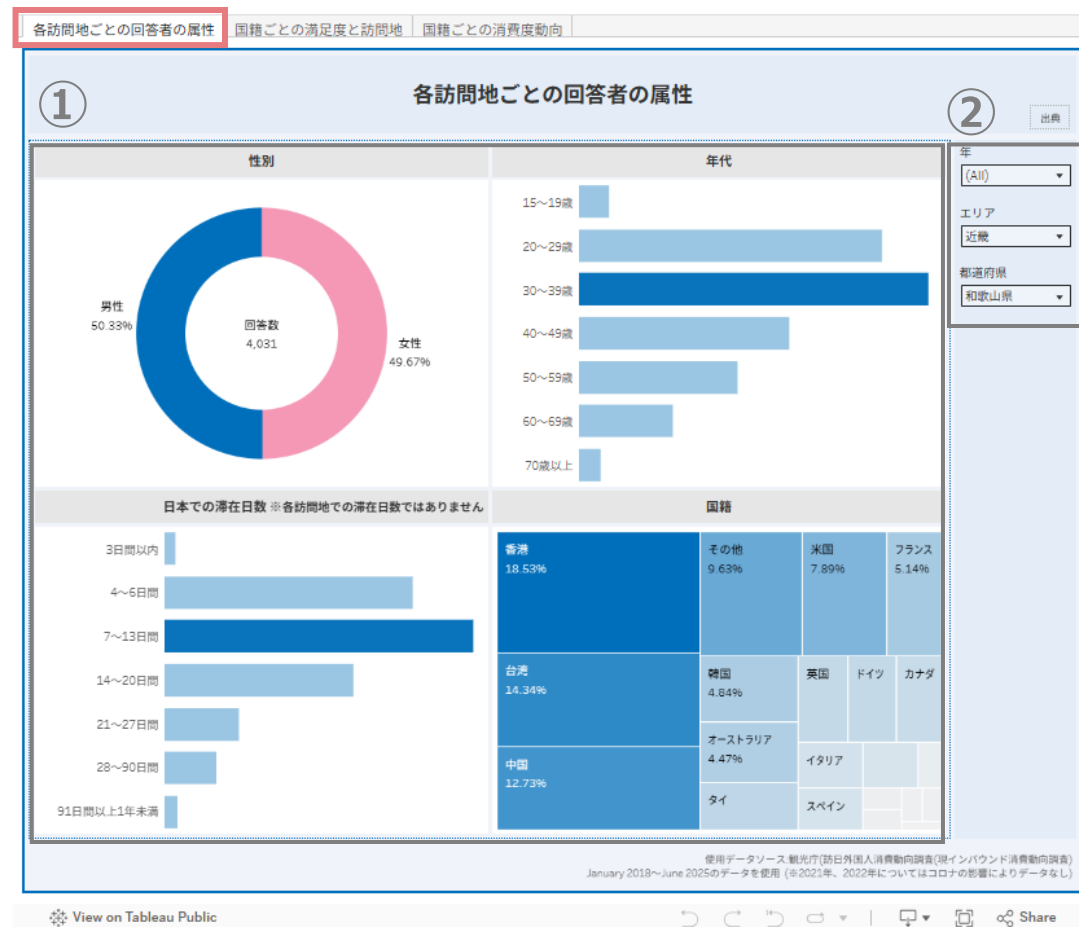 各訪問地ごとの回答者の属性 国籍ごとの満足度と訪問地 国籍ごとの消費度動向
①
各訪問地ごとの回答者の属性
②
出典
性別
年代
年
(All)
エリア
近畿
都道府県
和歌山県
男性
50.33%
回答数
4,031
女性
49.67%
15～19歳
20～29歳
30～39歳
40～49歳
50～59歳
60～69歳
70歳以上
日本での滞在日数 ※各訪問地での滞在日数ではありません
国籍
3日間以内
4～6日間
7～13日間
14～20日間
21～27日間
28～90日間
91日間以上1年未満
香港
18.53%
台湾
14.34%
中国
12.73%
その他
9.63%
米国
7.89%
フランス
5.14%
韓国
4.84%
オーストラリア
4.47%
タイ
英国
ドイツ
カナダ
イタリア
スペイン
使用データソース:観光庁(訪日外国人消費動向調査(現インバウンド消費動向調査)
January 2018～June 2025のデータを使用 (※2021年、2022年についてはコロナの影響によりデータなし)
View on Tableau Public
Share